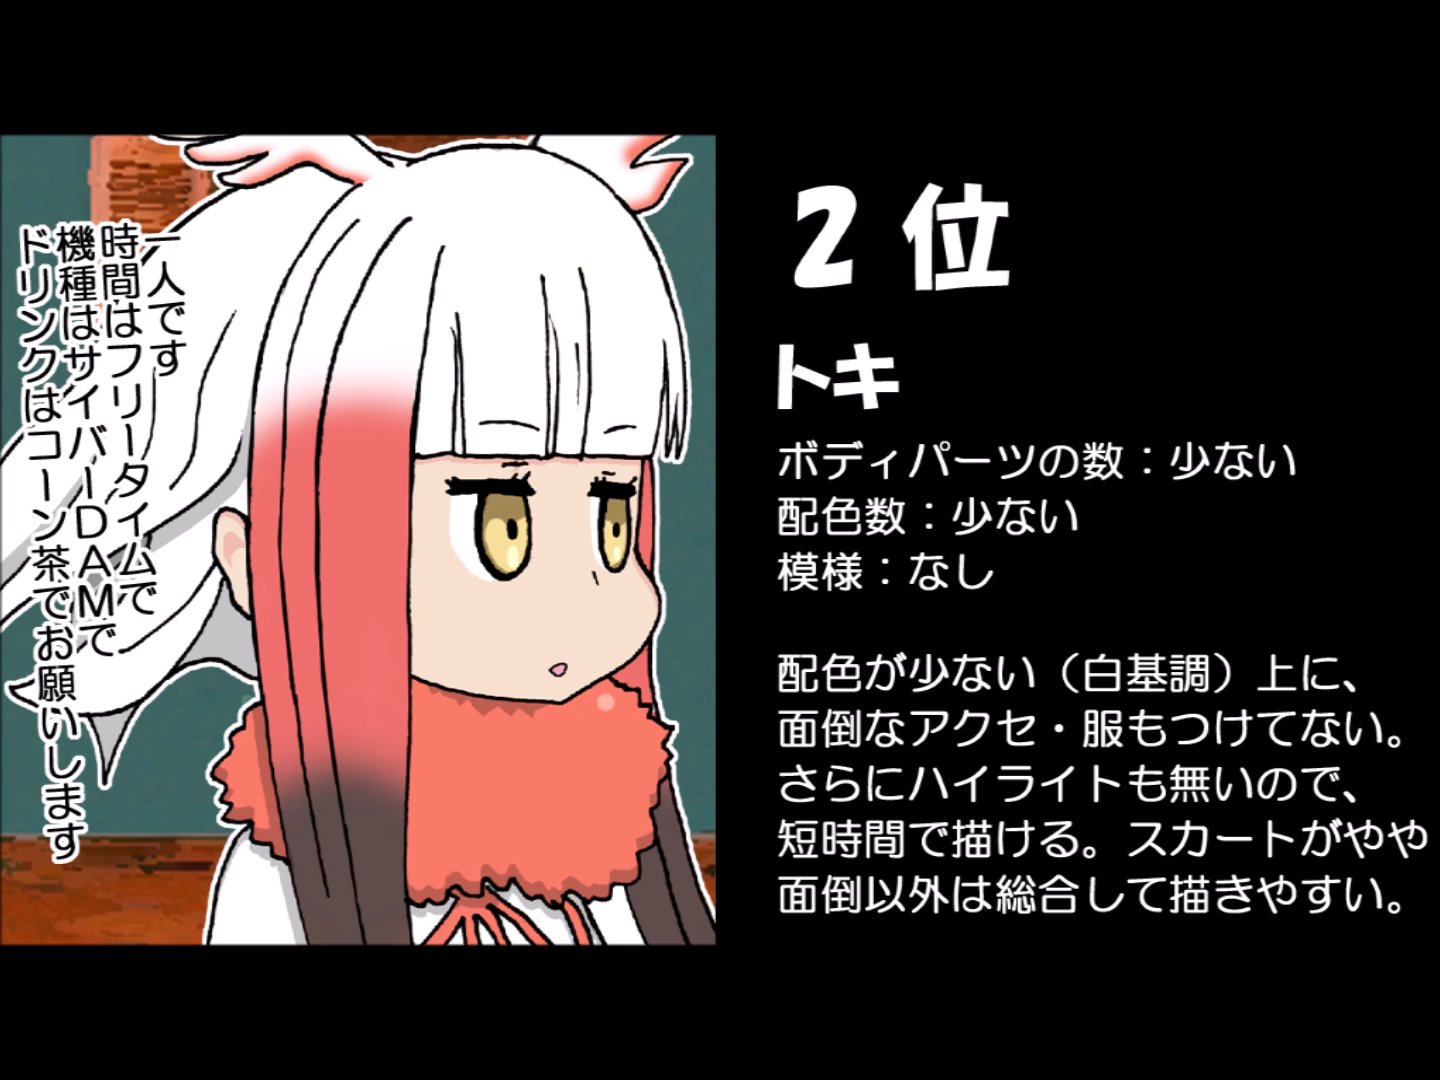 一人です
時間はフリータイムで
機種はサイバーDAMで
ドリンクはコーン茶でお願いします
2位
トキ
ボディパーツの数：少ない
配色数：少ない
模様：なし
配色が少ない（白基調）上に、
面倒なアクセ・服もつけてない。
さらにハイライトも無いので、
短時間で描ける。スカートがやや
面倒以外は総合して描きやすい。